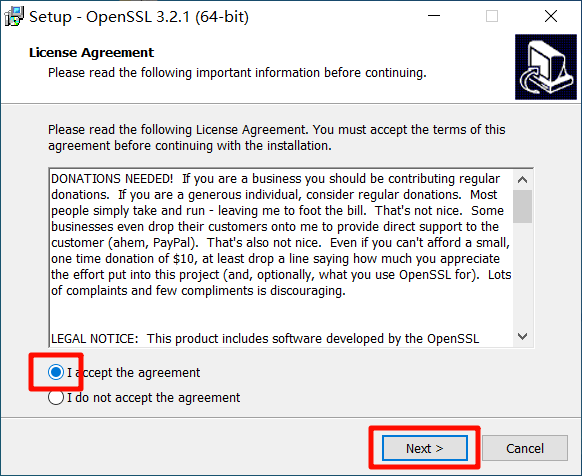 Setup - OpenSSL 3.2.1 (64-bit)
License Agreement
Please read the following important information before continuing.
Please read the following License Agreement. You must accept the terms of this
agreement before continuing with the installation.
DONATIONS NEEDED!  If you are a business you should be contributing regular
donations.  If you are a generous individual, consider regular donations.  Most
people simply take and run - leaving me to foot the bill.  That's not nice.  Some
businesses even drop their customers onto me to provide direct support to the
customer (ahem, PayPal).  That's also not nice.  Even if you can't afford a small,
one time donation of $10, at least drop a line saying how much you appreciate
the effort put into this project (and, optionally, what you use OpenSSL for).  Lots
of complaints and few compliments is discouraging.
LEGAL NOTICE:  This product includes software developed by the OpenSSL
I accept the agreement
I do not accept the agreement
Next >
Cancel